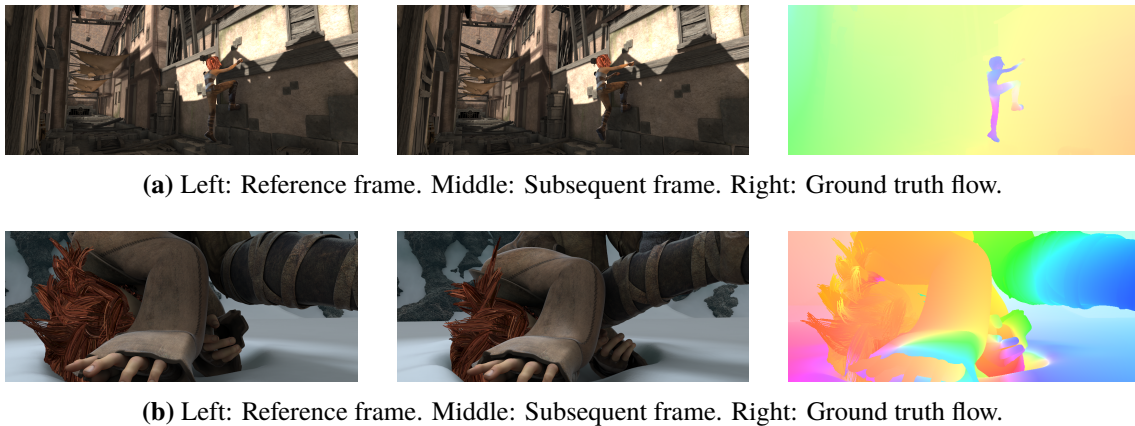 (a) Left: Reference frame. Middle: Subsequent frame. Right: Ground truth flow.
(b) Left: Reference frame. Middle: Subsequent frame. Right: Ground truth flow.